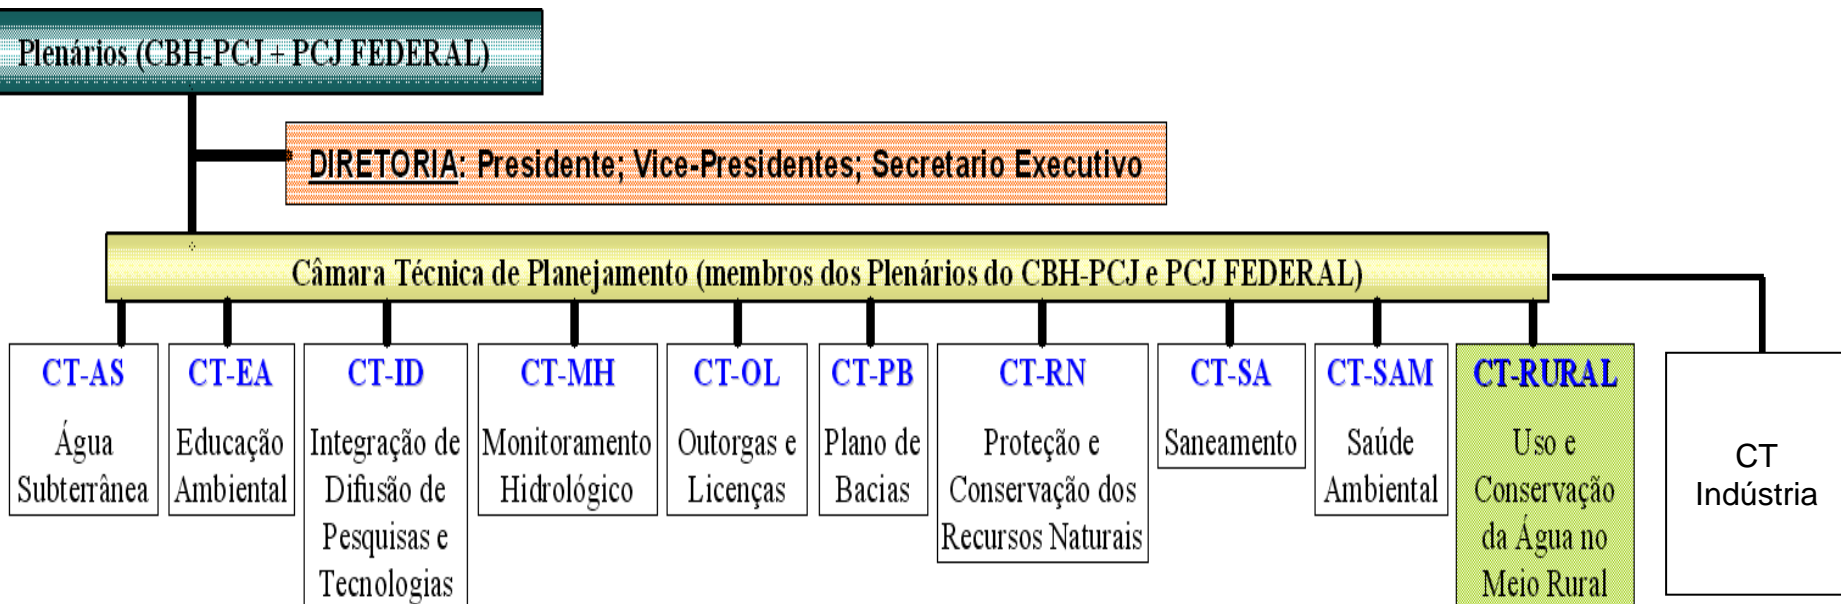 Plenários (CBH-PCJ + PCJ FEDERAL)
DIRETORIA: Presidente; Vice-Presidentes; Secretario Executivo
Câmara Técnica de Planejamento (membros dos Plenários do CBH-PCJ e PCJ FEDERAL)
CT-AS
Água
Subterrânea
CT-EA
Educação
Ambiental
CT-ID
Integração de
Difusão de
Pesquisas e
Tecnologias
CT-MH
Monitoramento
Hidrológico
CT-OL
Outorgas e
Licenças
CT-PB
Plano de
Bacias
CT-RN
Proteção e
Conservação dos
Recursos Naturais
CT-SA
Saneamento
CT-SAM
Saúde
Ambiental
CT-RURAL
Uso e
Conservação
da Água no
Meio Rural
CT
Indústria